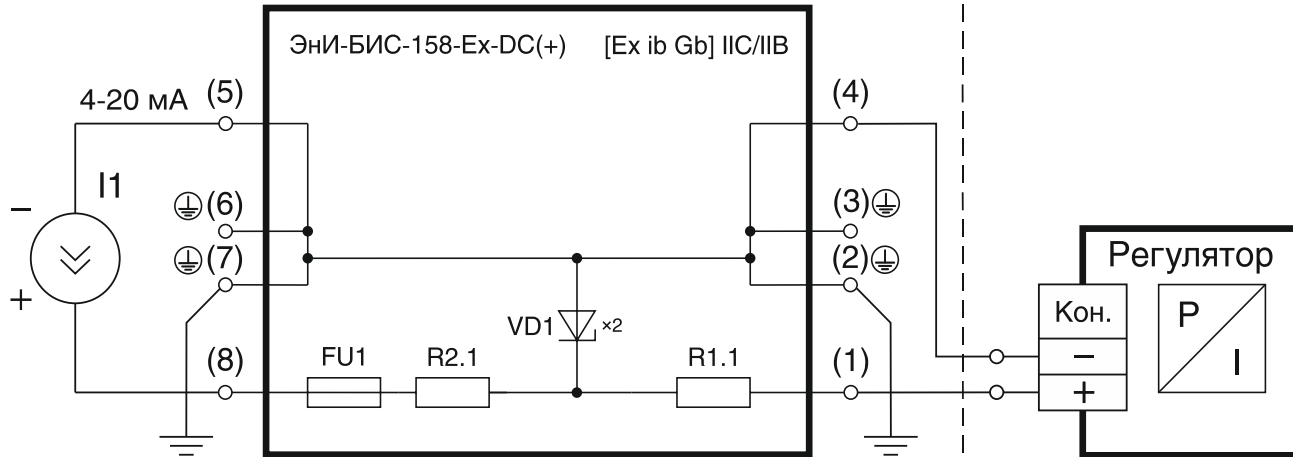 ЭнИ-БИС-158-Ex-DC(+) [Ex ib Gb] IIC/IIB
4-20 мА (5) (4)
I1
−
(6) (3)
(7) (2)
+
Регулятор
Кон.
P
I
VD1 ×2
−
(8) FU1 R2.1 R1.1 (1)
+